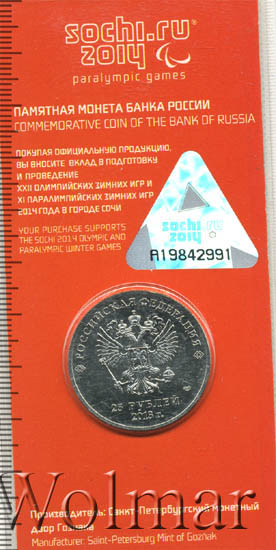 sochi.ru
2014
paralympic games
ПАМЯТНАЯ МОНЕТА БАНКА РОССИИ
COMMEMORATIVE COIN OF THE BANK OF RUSSIA
ПОКУПАЯ ОФИЦИАЛЬНУЮ ПРОДУКЦИЮ,
ВЫ ВНОСИТЕ ВКЛАД В ПОДГОТОВКУ
И ПРОВЕДЕНИЕ
XXII ОЛИМПИЙСКИХ ЗИМНИХ ИГР И
XI ПАРАЛИМПИЙСКИХ ЗИМНИХ ИГР
2014 ГОДА В ГОРОДЕ СОЧИ
YOUR PURCHASE SUPPORTS
THE SOCHI 2014 OLYMPIC AND
PARALYMPIC WINTER GAMES
sochi.ru
2014
A19842991
РОССИЙСКАЯ ФЕДЕРАЦИЯ
25 РУБЛЕЙ
2013 г.
Производитель: Санкт-Петербургский монетный
двор Гознака
Manufacturer: Saint-Petersburg Mint of Goznak
Wolmar